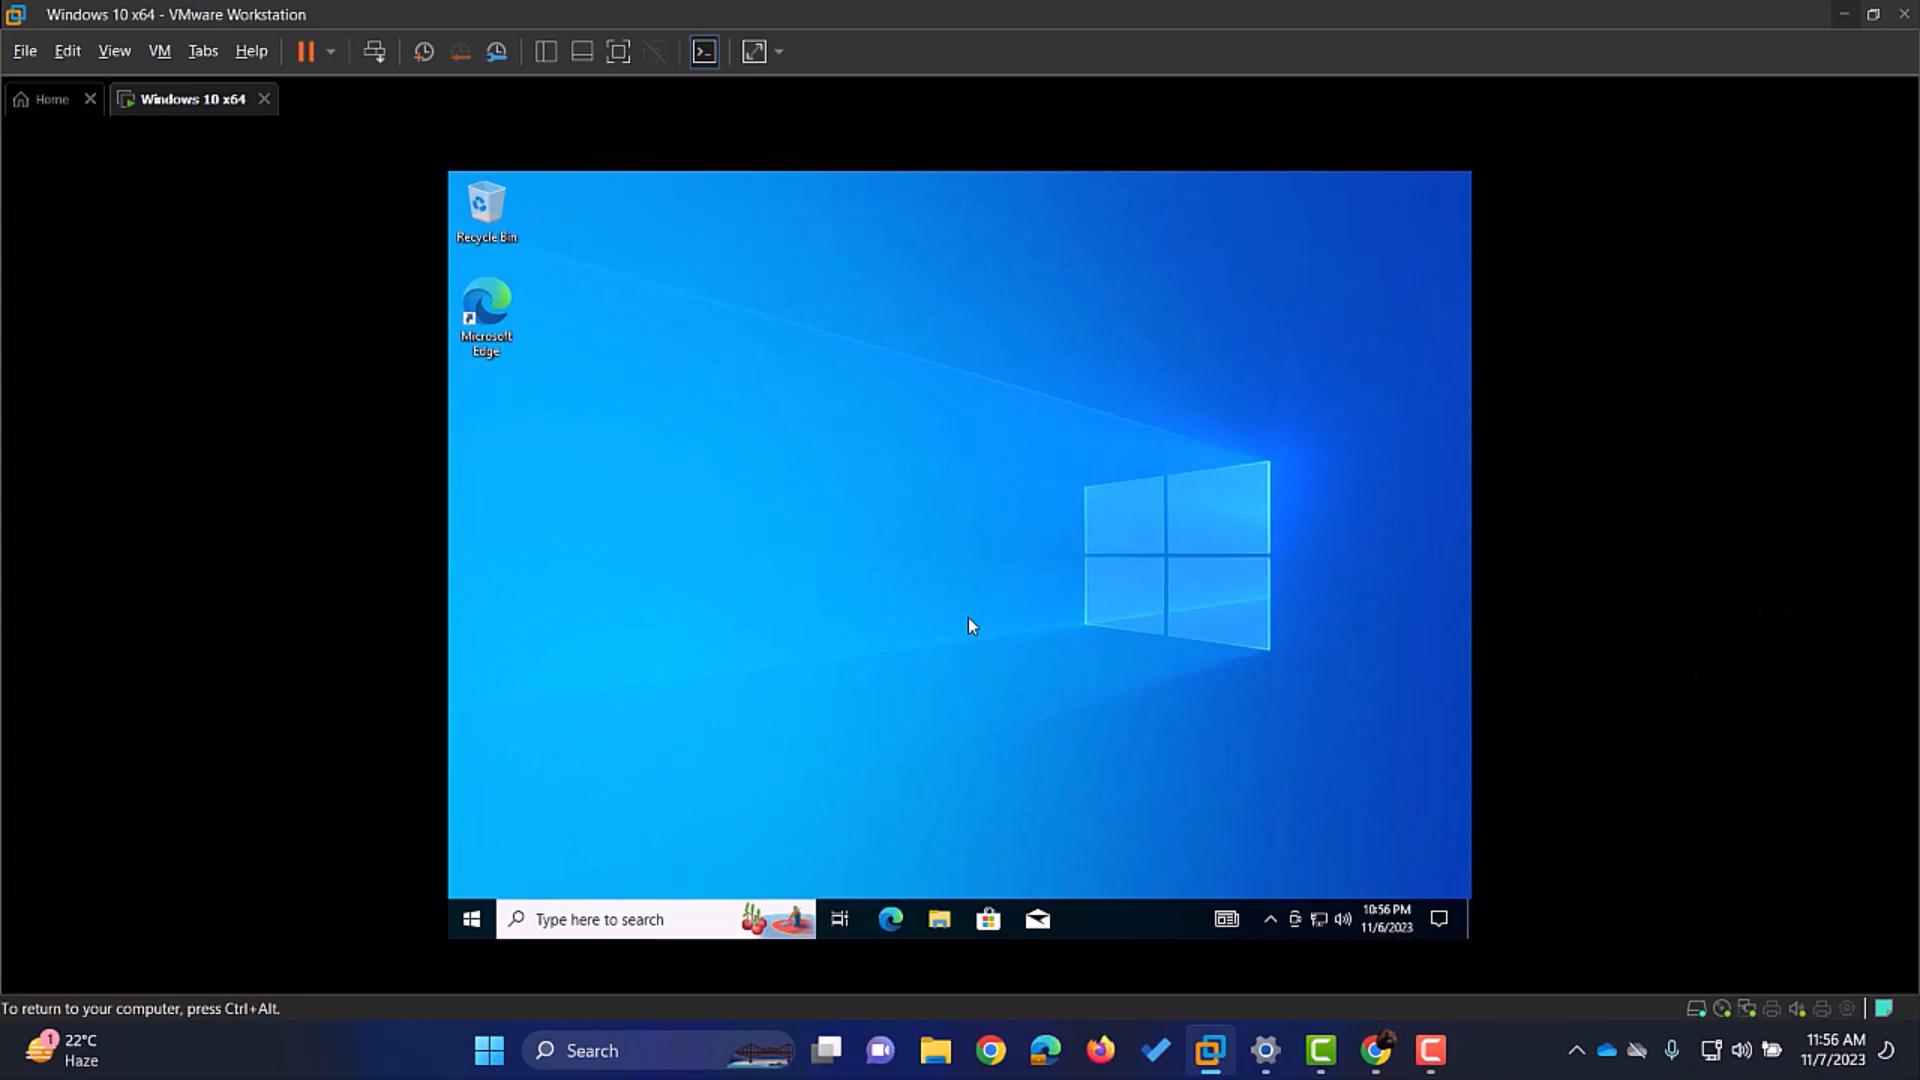 Windows 10 x64 - VMware Workstation
File Edit View VM Tabs Help
Home Windows 10 x64
Recycle Bin
Microsoft
Edge
Type here to search
10:56 PM
11/6/2023
To return to your computer, press Ctrl+Alt.
1 22°C
Haze
Search
11:56 AM
11/7/2023